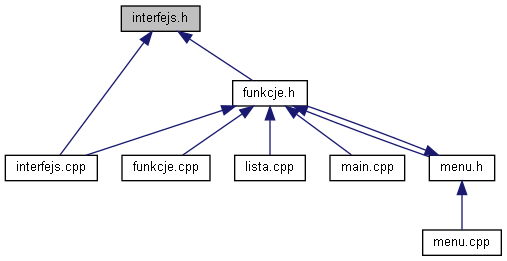 interfejs.h
funkcje.h
interfejs.cpp
funkcje.cpp
lista.cpp
main.cpp
menu.h
menu.cpp